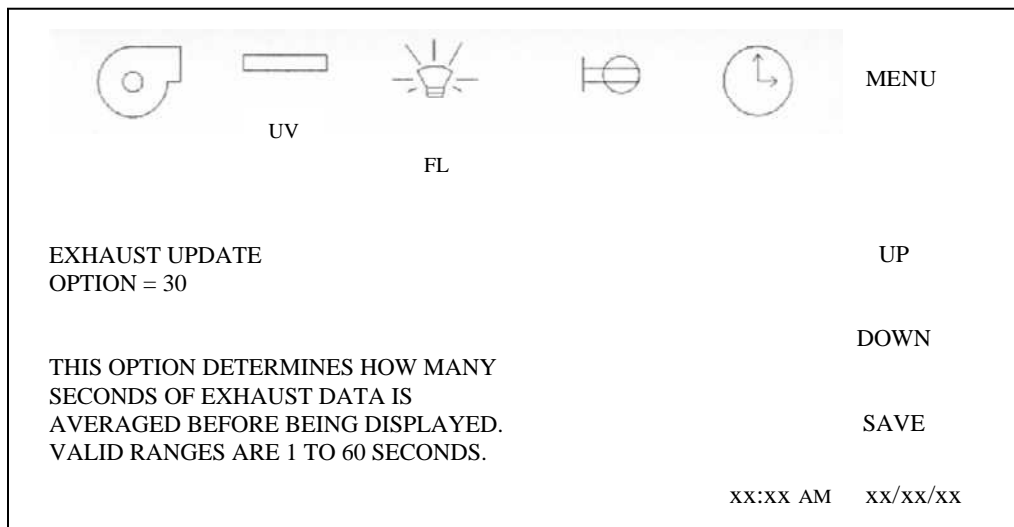 MENU
UV
FL
EXHAUST UPDATE
OPTION = 30
UP
DOWN
THIS OPTION DETERMINES HOW MANY
SECONDS OF EXHAUST DATA IS
AVERAGED BEFORE BEING DISPLAYED.
VALID RANGES ARE 1 TO 60 SECONDS.
SAVE
xx:xx AM xx/xx/xx